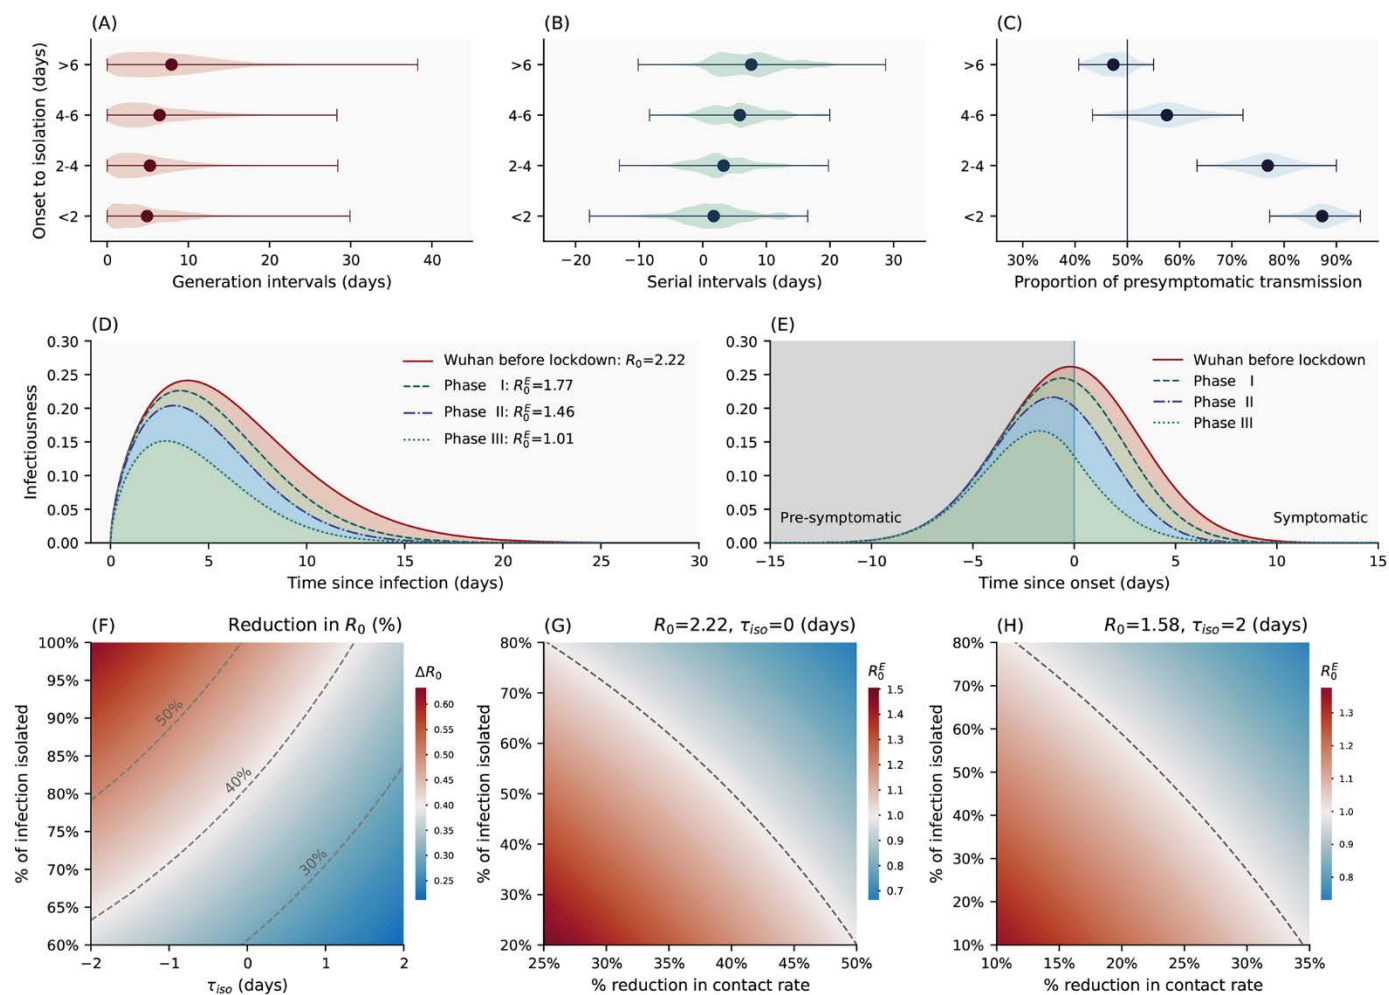 (A)
Onset to isolation (days)
>6
4-6
2-4
<2
0 10 20 30 40
Generation intervals (days)
(B)
>6
4-6
2-4
<2
−20 −10 0 10 20 30
Serial intervals (days)
(C)
>6
4-6
2-4
<2
30% 40% 50% 60% 70% 80% 90%
Proportion of presymptomatic transmission
(D)
Infectiousness
0.30
0.25
0.20
0.15
0.10
0.05
0.00
Wuhan before lockdown: R₀=2.22
Phase I: R₀ᴱ=1.77
Phase II: R₀ᴱ=1.46
Phase III: R₀ᴱ=1.01
0 5 10 15 20 25 30
Time since infection (days)
(E)
0.30
0.25
0.20
0.15
0.10
0.05
0.00
Wuhan before lockdown
Phase I
Phase II
Phase III
Pre-symptomatic
Symptomatic
−15 −10 −5 0 5 10 15
Time since onset (days)
(F) Reduction in R₀ (%)
% of infection isolated
100%
95%
90%
85%
80%
75%
70%
65%
60%
50%
40%
30%
−2 −1 0 1 2
τiso (days)
ΔR₀
0.60
0.55
0.50
0.45
0.40
0.35
0.30
0.25
(G) R₀=2.22, τiso=0 (days)
% of infection isolated
80%
70%
60%
50%
40%
30%
20%
25% 30% 35% 40% 45% 50%
% reduction in contact rate
R₀ᴱ
1.5
1.4
1.3
1.2
1.1
1.0
0.9
0.8
0.7
(H) R₀=1.58, τiso=2 (days)
% of infection isolated
80%
70%
60%
50%
40%
30%
20%
10%
10% 15% 20% 25% 30% 35%
% reduction in contact rate
R₀ᴱ
1.3
1.2
1.1
1.0
0.9
0.8